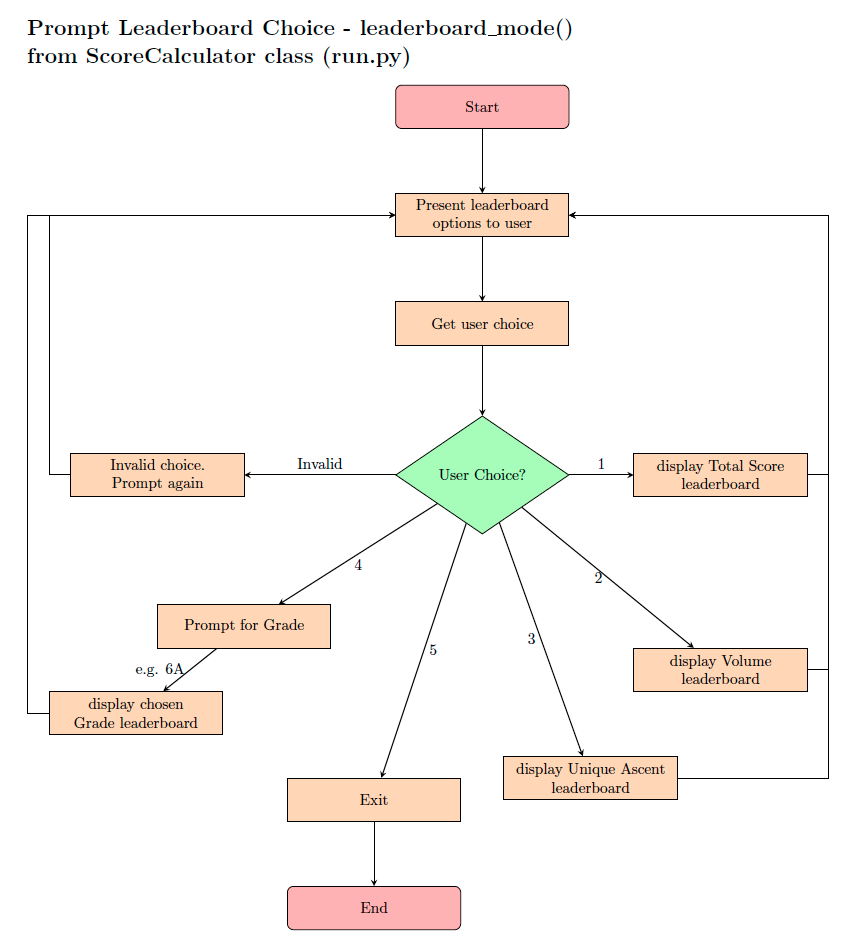 Prompt Leaderboard Choice - leaderboard_mode()
from ScoreCalculator class (run.py)
Start
Present leaderboard
options to user
Get user choice
Invalid choice.
Prompt again
Invalid
User Choice?
1
display Total Score
leaderboard
4
2
Prompt for Grade
3
5
display Volume
leaderboard
e.g. 6A
display chosen
Grade leaderboard
display Unique Ascent
leaderboard
Exit
End